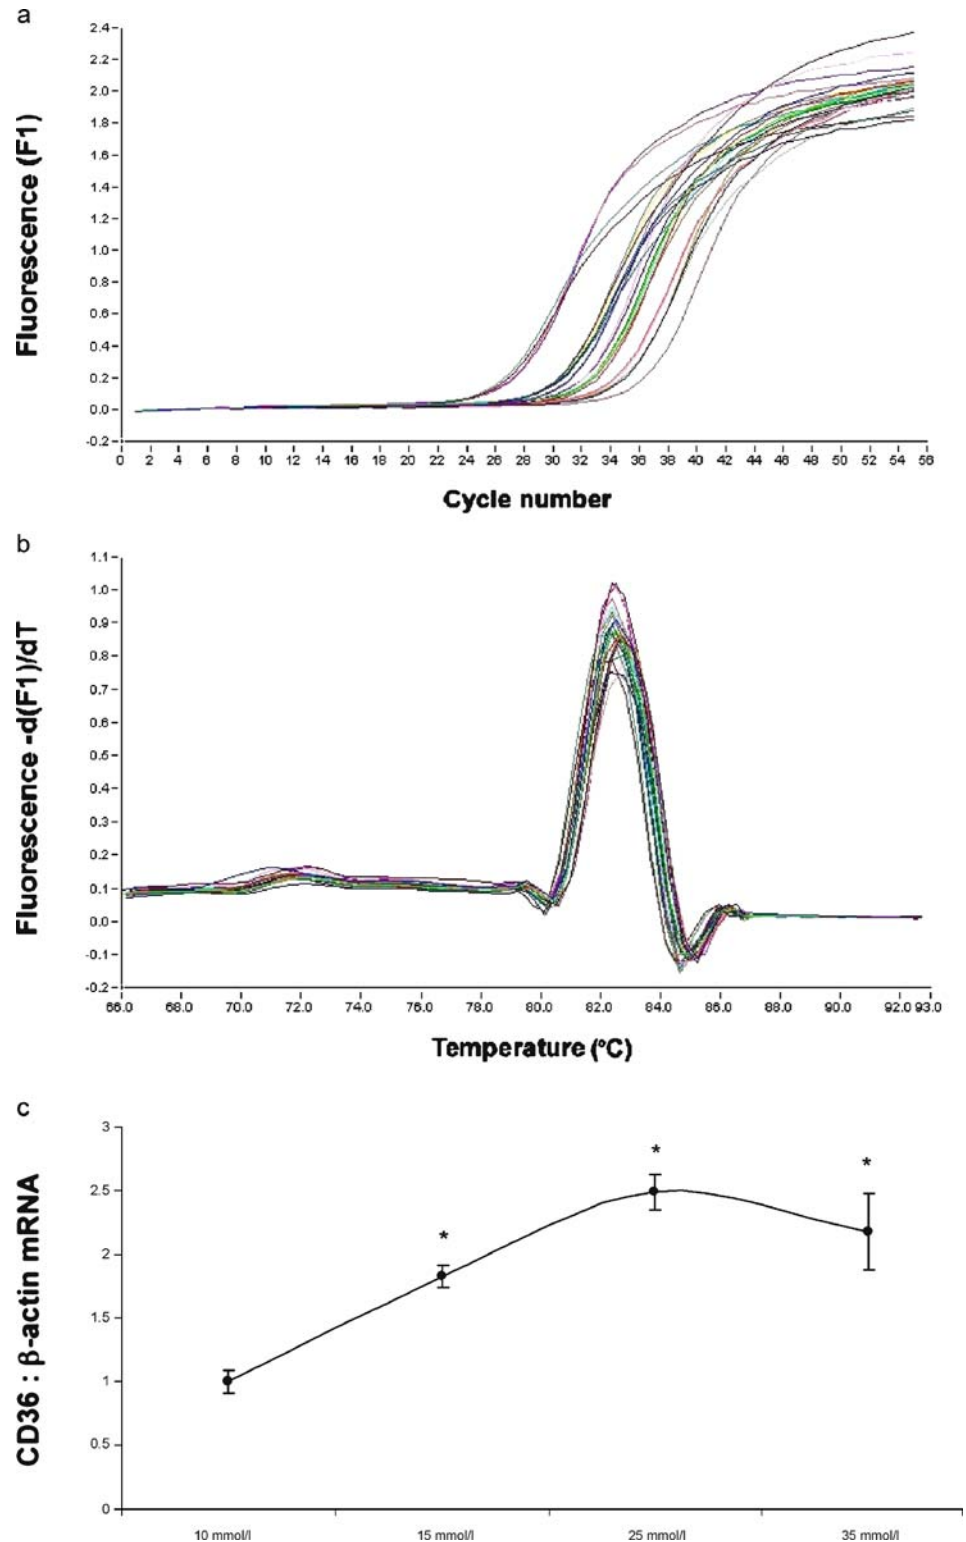 a
Fluorescence (F1)
2.4
2.2
2.0
1.8
1.6
1.4
1.2
1.0
0.8
0.6
0.4
0.2
0.0
-0.2
0 2 4 6 8 10 12 14 16 18 20 22 24 26 28 30 32 34 36 38 40 42 44 46 48 50 52 54 56
Cycle number
b
Fluorescence -d(F1)/dT
1.1
1.0
0.9
0.8
0.7
0.6
0.5
0.4
0.3
0.2
0.1
0.0
-0.1
-0.2
66.0 68.0 70.0 72.0 74.0 76.0 78.0 80.0 82.0 84.0 86.0 88.0 90.0 92.0 93.0
Temperature (°C)
c
CD36 : β-actin mRNA
3
2.5
2
1.5
1
0.5
0
* * *
10 mmol/l 15 mmol/l 25 mmol/l 35 mmol/l